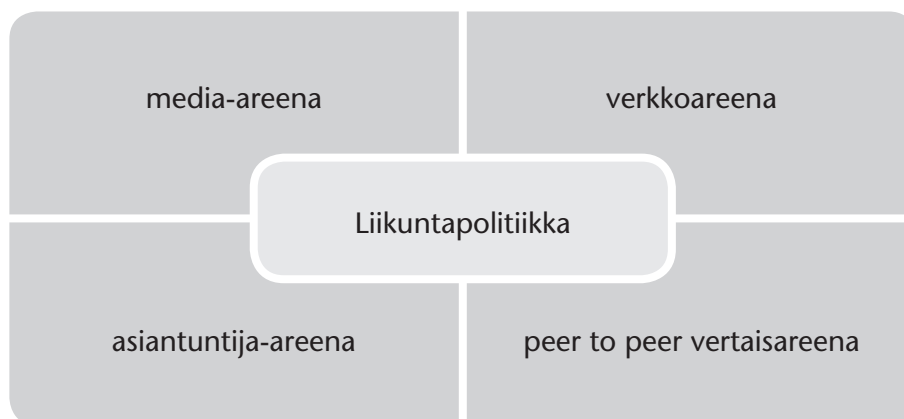 media-areena
verkkoareena
Liikuntapolitiikka
asiantuntija-areena
peer to peer vertaisareena